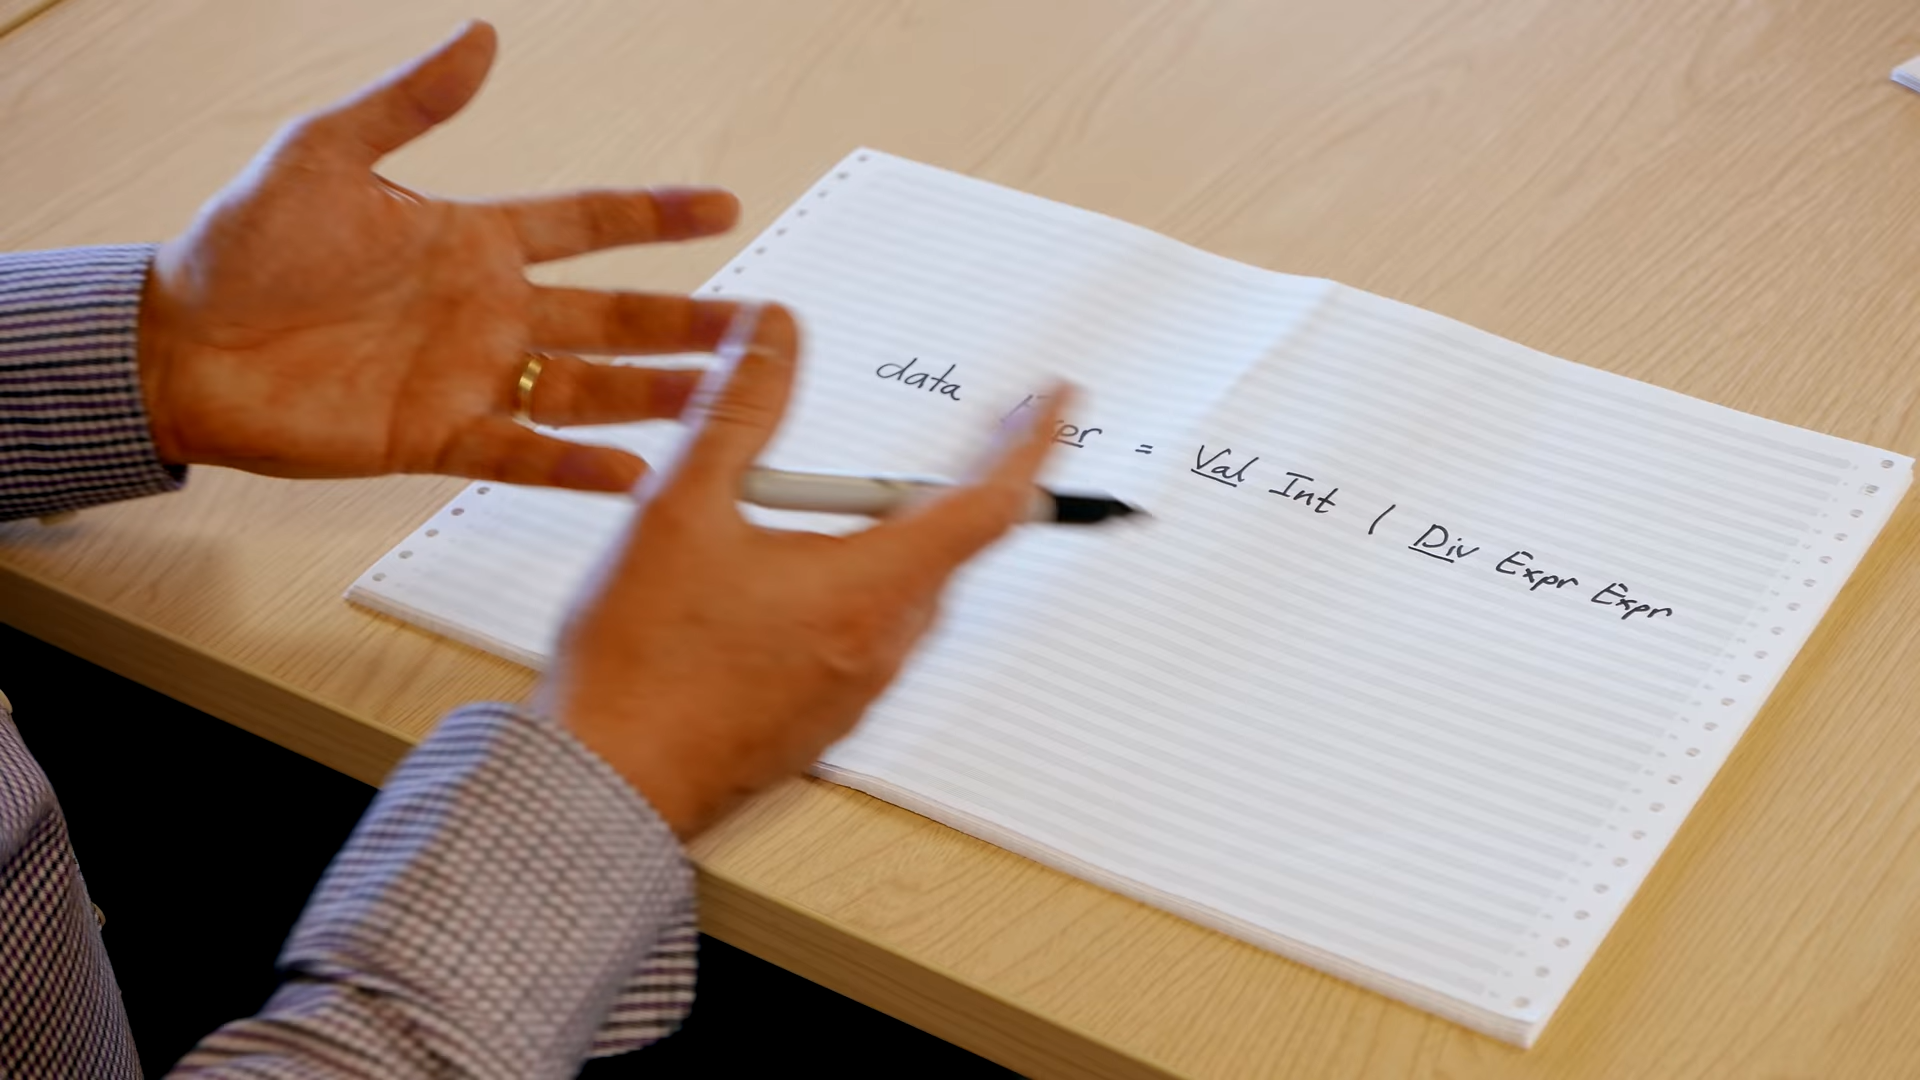 data Expr = Val Int | Div Expr Expr